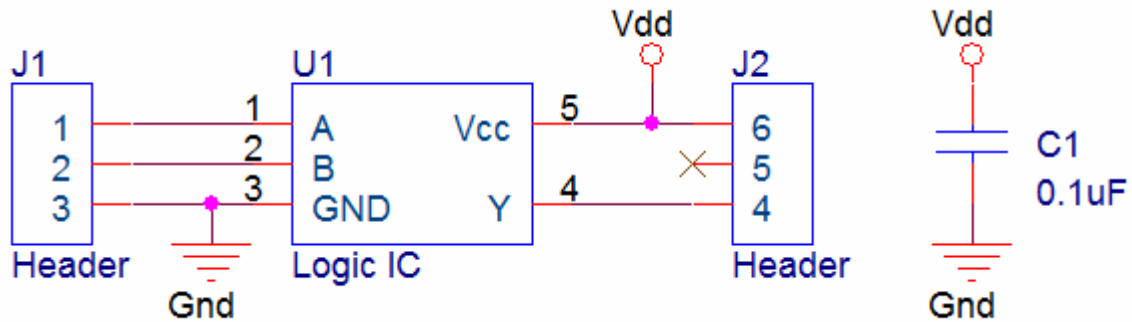 Vdd
Vdd
J1
U1
J2
1
1
A
Vcc
5
6
2
2
B
5
C1
3
3
GND
Y
4
4
0.1uF
Header
Logic IC
Header
Gnd
Gnd